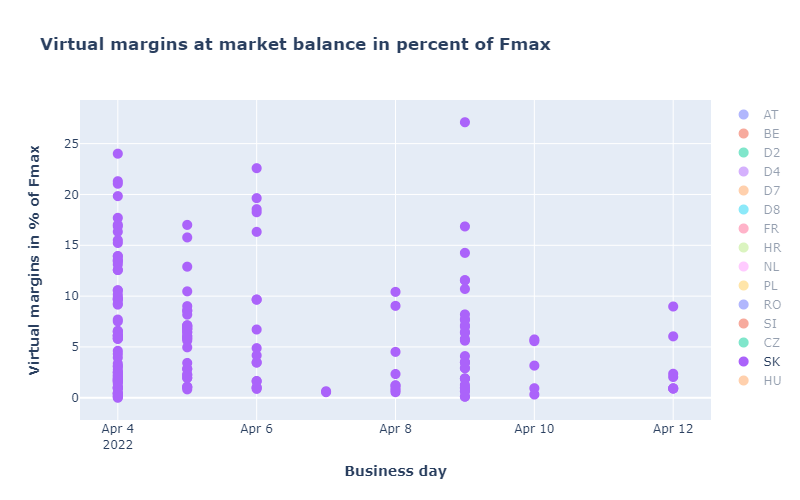 Virtual margins at market balance in percent of Fmax
Virtual margins in % of Fmax
25
20
15
10
5
0
Apr 4
2022
Apr 6
Apr 8
Apr 10
Apr 12
Business day
AT
BE
D2
D4
D7
D8
FR
HR
NL
PL
RO
SI
CZ
SK
HU